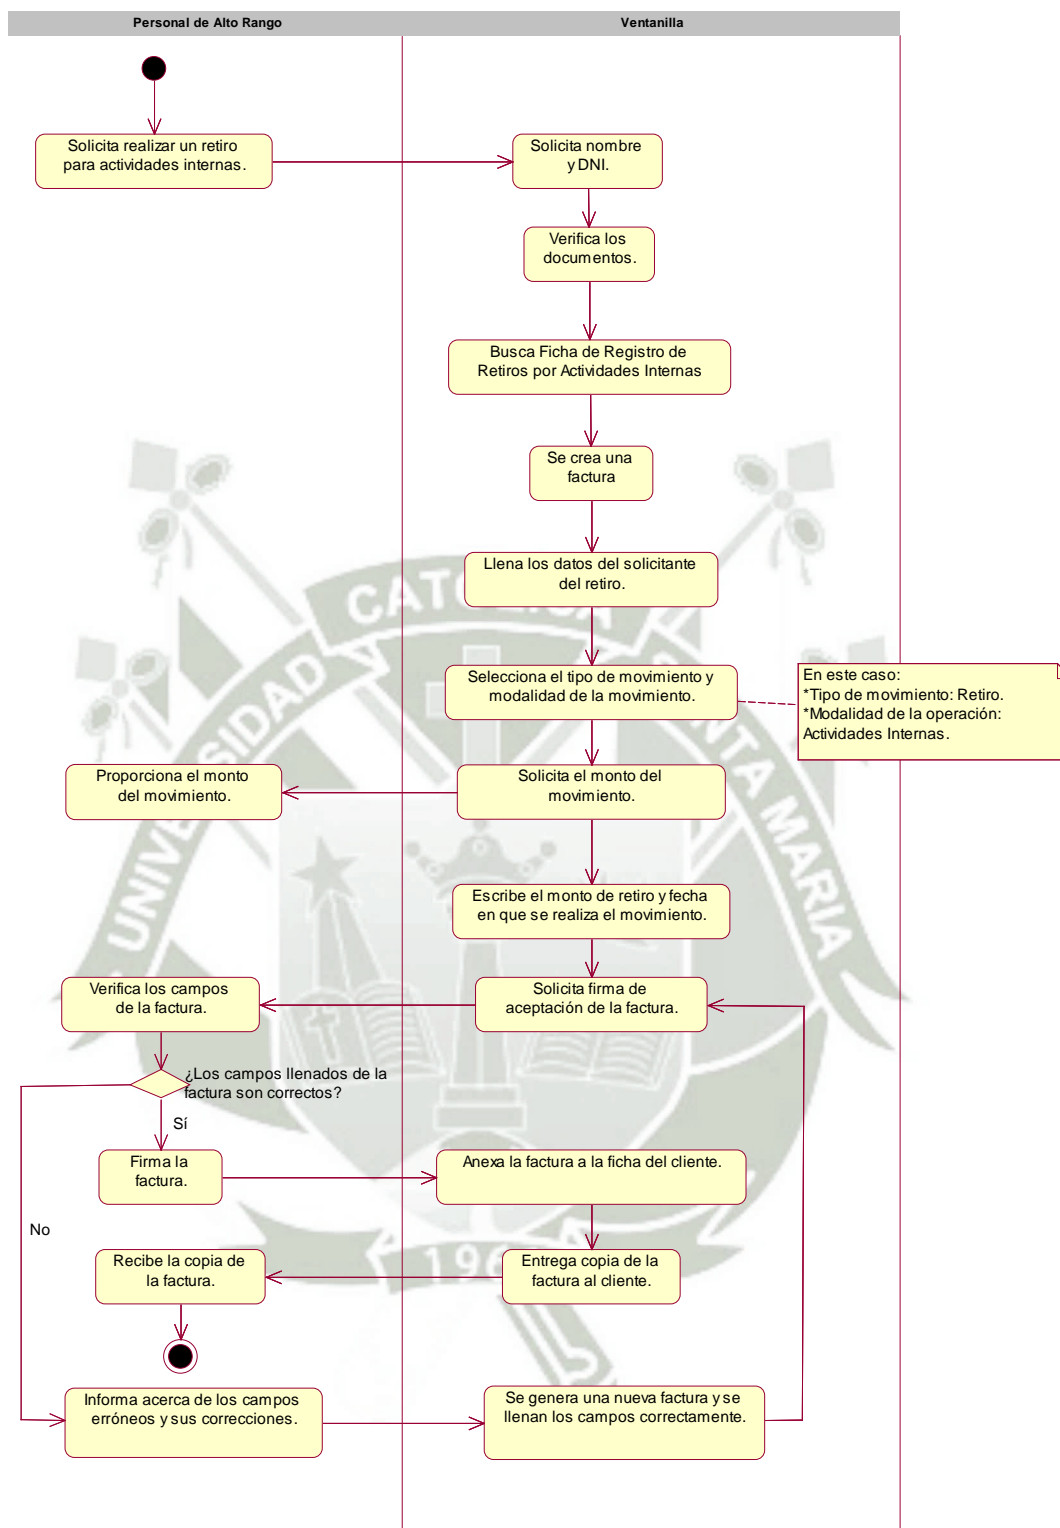 Personal de Alto Rango
Ventanilla
Solicita realizar un retiro
para actividades internas.
Solicita nombre
y DNI.
Verifica los
documentos.
Busca Ficha de Registro de
Retiros por Actividades Internas
Se crea una
factura
Llena los datos del solicitante
del retiro.
Selecciona el tipo de movimiento y
modalidad de la movimiento.
En este caso:
*Tipo de movimiento: Retiro.
*Modalidad de la operación:
Actividades Internas.
Proporciona el monto
del movimiento.
Solicita el monto del
movimiento.
Escribe el monto de retiro y fecha
en que se realiza el movimiento.
Verifica los campos
de la factura.
Solicita firma de
aceptación de la factura.
¿Los campos llenados de la
factura son correctos?
Sí
Firma la
factura.
Anexa la factura a la ficha del cliente.
No
Recibe la copia de
la factura.
Entrega copia de la
factura al cliente.
Informa acerca de los campos
erróneos y sus correcciones.
Se genera una nueva factura y se
llenan los campos correctamente.
UNIVERSIDAD
CATOLICA
MARIA